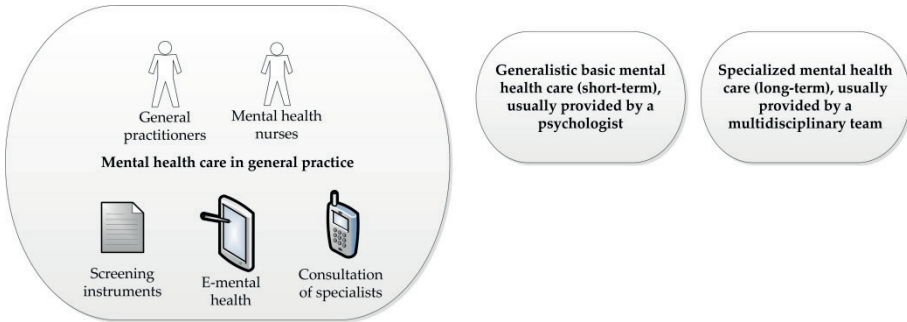 General
practitioners
Mental health
nurses
Mental health care in general practice
Screening
instruments
E-mental
health
Consultation
of specialists
Generalistic basic mental
health care (short-term),
usually provided by a
psychologist
Specialized mental health
care (long-term), usually
provided by a
multidisciplinary team